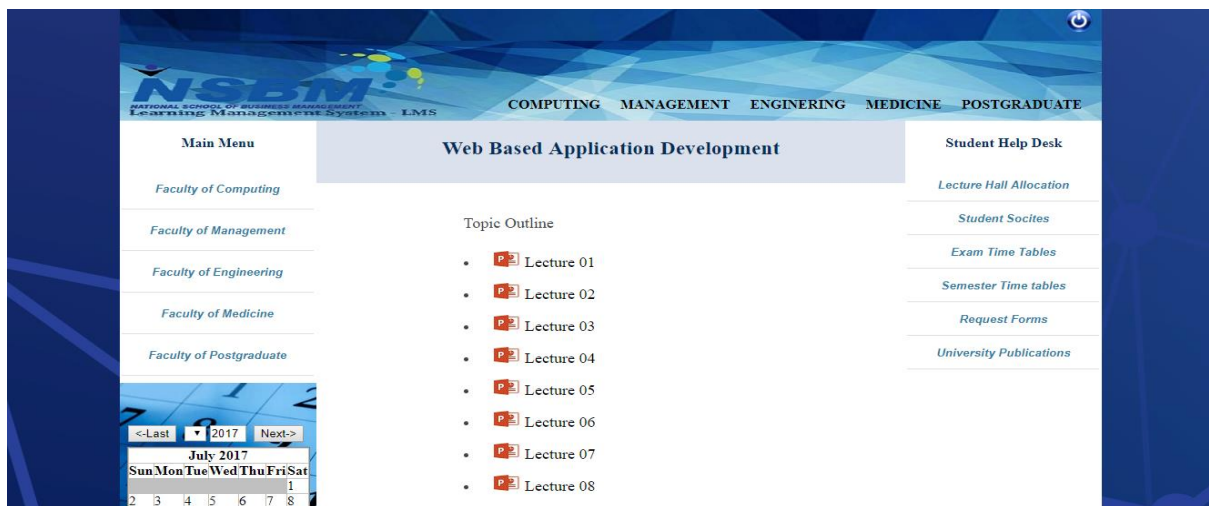 NSBM
NATIONAL SCHOOL OF BUSINESS MANAGEMENT
Learning Management System - LMS
COMPUTING MANAGEMENT ENGINERING MEDICINE POSTGRADUATE
Main Menu
Faculty of Computing
Faculty of Management
Faculty of Engineering
Faculty of Medicine
Faculty of Postgraduate
<-Last 2017 Next->
July 2017
Sun Mon Tue Wed Thu Fri Sat
1
2 3 4 5 6 7 8
Web Based Application Development
Topic Outline
Lecture 01
Lecture 02
Lecture 03
Lecture 04
Lecture 05
Lecture 06
Lecture 07
Lecture 08
Student Help Desk
Lecture Hall Allocation
Student Socites
Exam Time Tables
Semester Time tables
Request Forms
University Publications